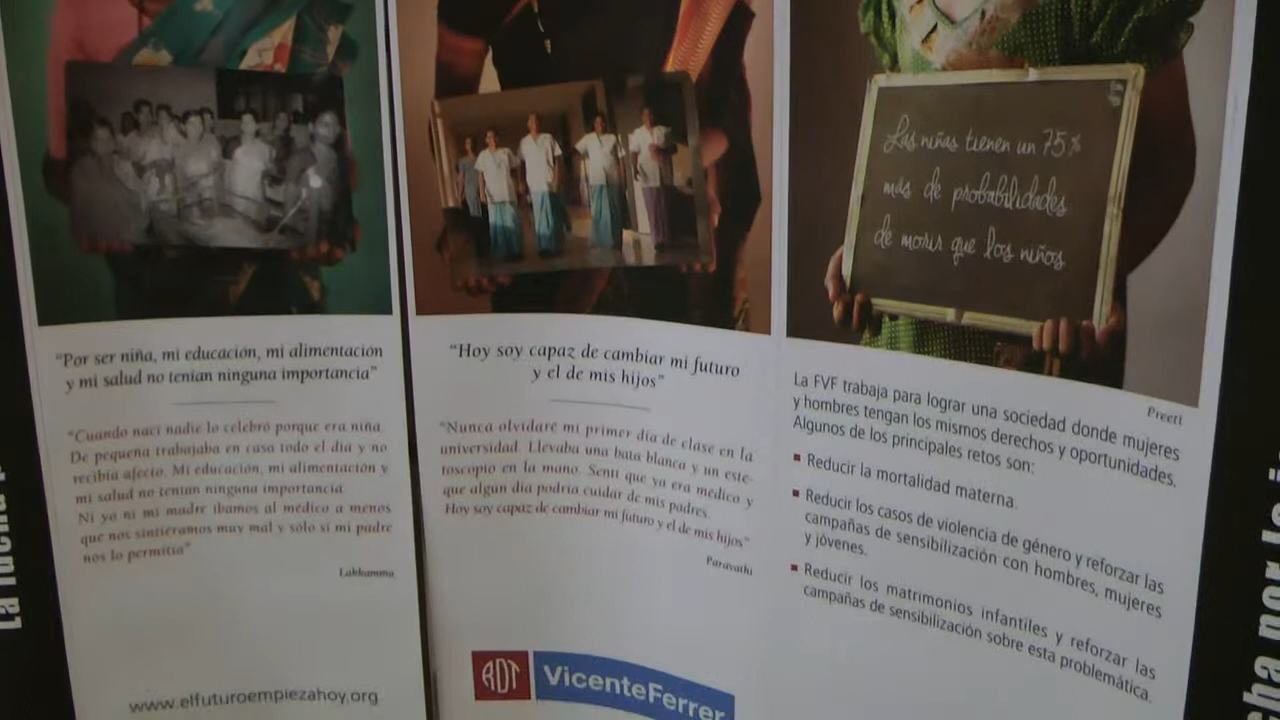 "Por ser niña, mi educación, mi alimentación
y mi salud no tenían ninguna importancia"
"Cuando nací nadie lo celebró porque era niña.
De pequeña trabajaba en casa todo el día y no
recibía afecto. Mi educación, mi alimentación y
mi salud no tenían ninguna importancia.
Ni yo ni mi madre íbamos al médico a menos
que nos sintiéramos muy mal y sólo si mi padre
nos lo permitía"
Lakkamma
www.elfuturoempiezahoy.org
"Hoy soy capaz de cambiar mi futuro
y el de mis hijos"
"Nunca olvidaré mi primer día de clase en la
universidad. Llevaba una bata blanca y un este-
toscopio en la mano. Sentí que ya era médico y
que algún día podría cuidar de mis padres.
Hoy soy capaz de cambiar mi futuro y el de mis hijos"
Paravathi
RDT
VicenteFerrer
Las niñas tienen un 75%
más de probabilidades
de morir que los niños
Preeti
La FVF trabaja para lograr una sociedad donde mujeres
y hombres tengan los mismos derechos y oportunidades.
Algunos de los principales retos son:
Reducir la mortalidad materna.
Reducir los casos de violencia de género y reforzar las
campañas de sensibilización con hombres, mujeres
y jóvenes.
Reducir los matrimonios infantiles y reforzar las
campañas de sensibilización sobre esta problemática.